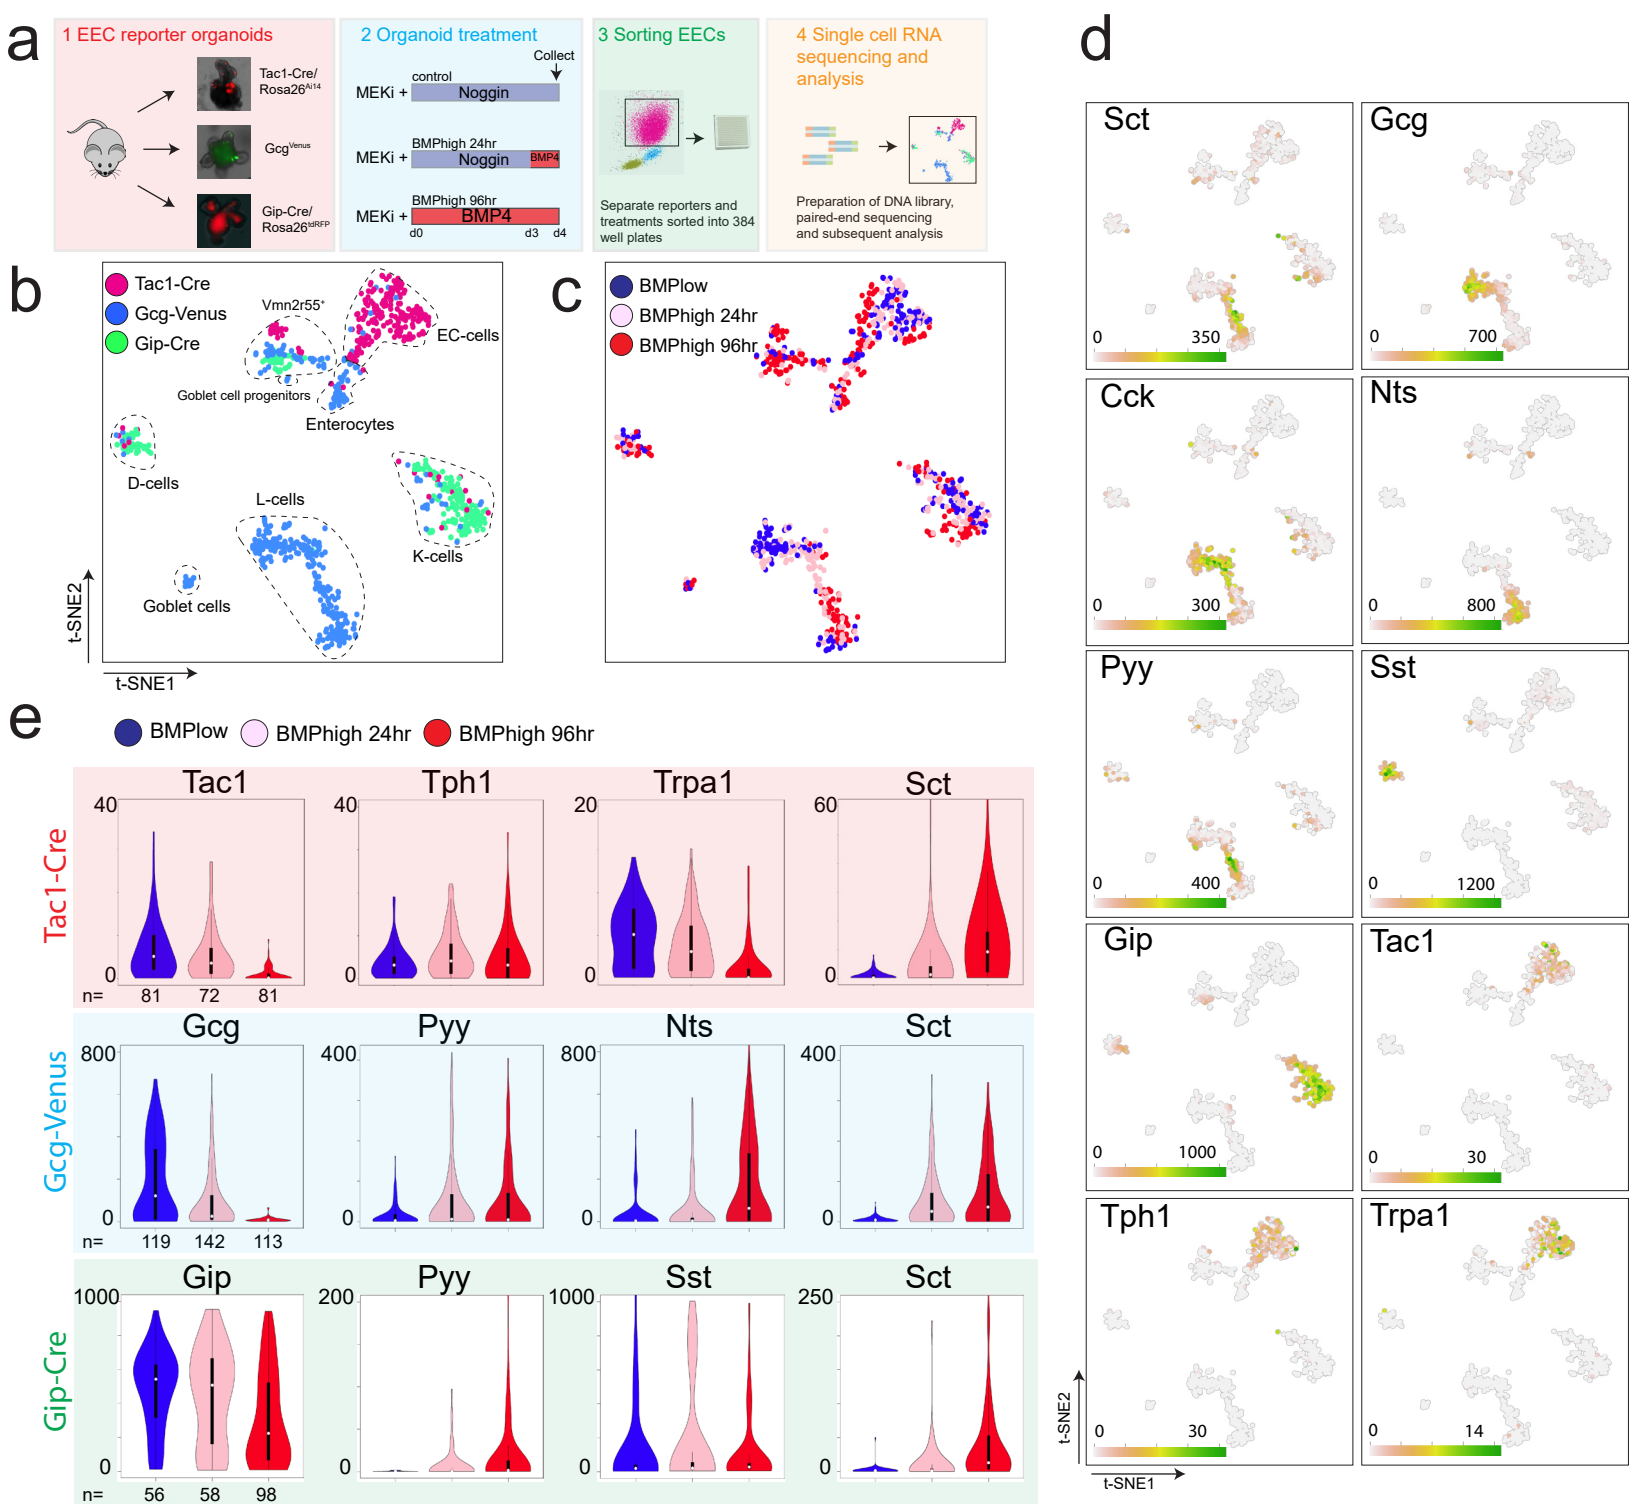 a
1 EEC reporter organoids
Tac1-Cre/
Rosa26Ai14
GcgVenus
Gip-Cre/
Rosa26tdRFP
2 Organoid treatment
Collect
control
MEKi +
Noggin
BMPhigh 24hr
MEKi +
Noggin
BMP4
BMPhigh 96hr
MEKi +
BMP4
d0
d3
d4
3 Sorting EECs
Separate reporters and
treatments sorted into 384
well plates
4 Single cell RNA
sequencing and
analysis
Preparation of DNA library,
paired-end sequencing
and subsequent analysis
b
Tac1-Cre
Gcg-Venus
Gip-Cre
Vmn2r55+
EC-cells
Goblet cell progenitors
Enterocytes
D-cells
L-cells
K-cells
Goblet cells
t-SNE2
t-SNE1
c
BMPlow
BMPhigh 24hr
BMPhigh 96hr
d
Sct
0
350
Gcg
0
700
Cck
0
300
Nts
0
800
Pyy
0
400
Sst
0
1200
Gip
0
1000
Tac1
0
30
Tph1
0
30
Trpa1
0
14
t-SNE2
t-SNE1
e
BMPlow
BMPhigh 24hr
BMPhigh 96hr
Tac1-Cre
Tac1
40
0
n=
81
72
81
Tph1
40
0
Trpa1
20
0
Sct
60
0
Gcg-Venus
Gcg
800
0
n=
119
142
113
Pyy
400
0
Nts
800
0
Sct
400
0
Gip-Cre
Gip
1000
0
n=
56
58
98
Pyy
200
0
Sst
1000
0
Sct
250
0